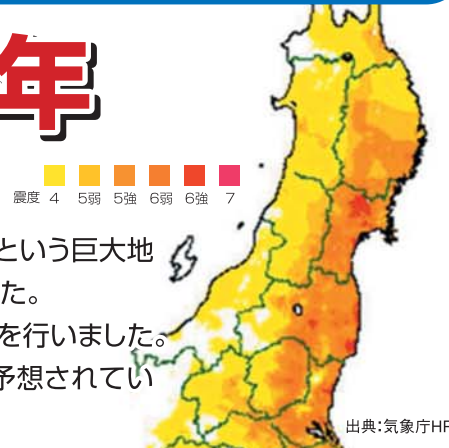 年
震度 4 5弱 5強 6弱 6強 7
という巨大地
た。
を行いました。
予想されてい
出典:気象庁HP